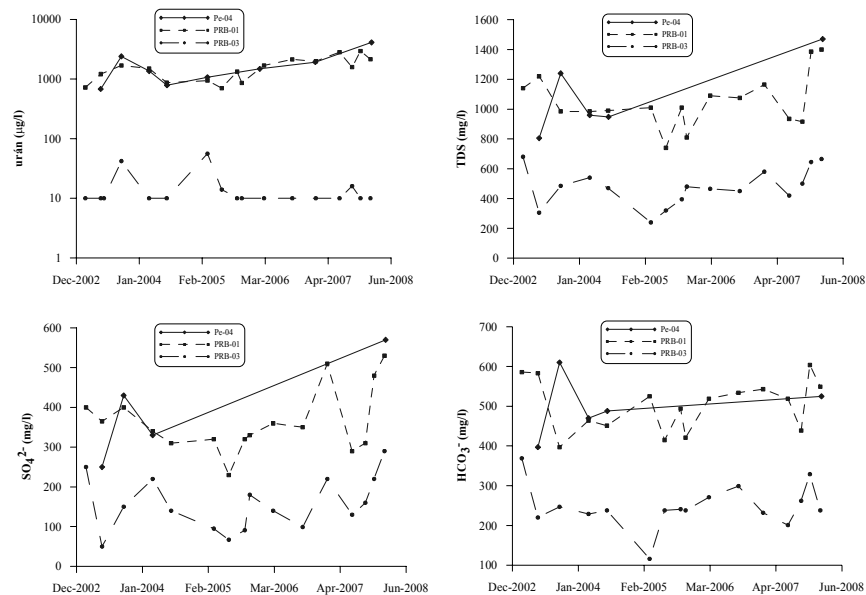 Pe-04
PRB-01
PRB-03
urán (µg/l)
10000
1000
100
10
1
Dec-2002 Jan-2004 Feb-2005 Mar-2006 Apr-2007 Jun-2008
Pe-04
PRB-01
PRB-03
TDS (mg/l)
1600
1400
1200
1000
800
600
400
200
0
Dec-2002 Jan-2004 Feb-2005 Mar-2006 Apr-2007 Jun-2008
Pe-04
PRB-01
PRB-03
SO₄²⁻ (mg/l)
600
500
400
300
200
100
0
Dec-2002 Jan-2004 Feb-2005 Mar-2006 Apr-2007 Jun-2008
Pe-04
PRB-01
PRB-03
HCO₃⁻ (mg/l)
700
600
500
400
300
200
100
Dec-2002 Jan-2004 Feb-2005 Mar-2006 Apr-2007 Jun-2008